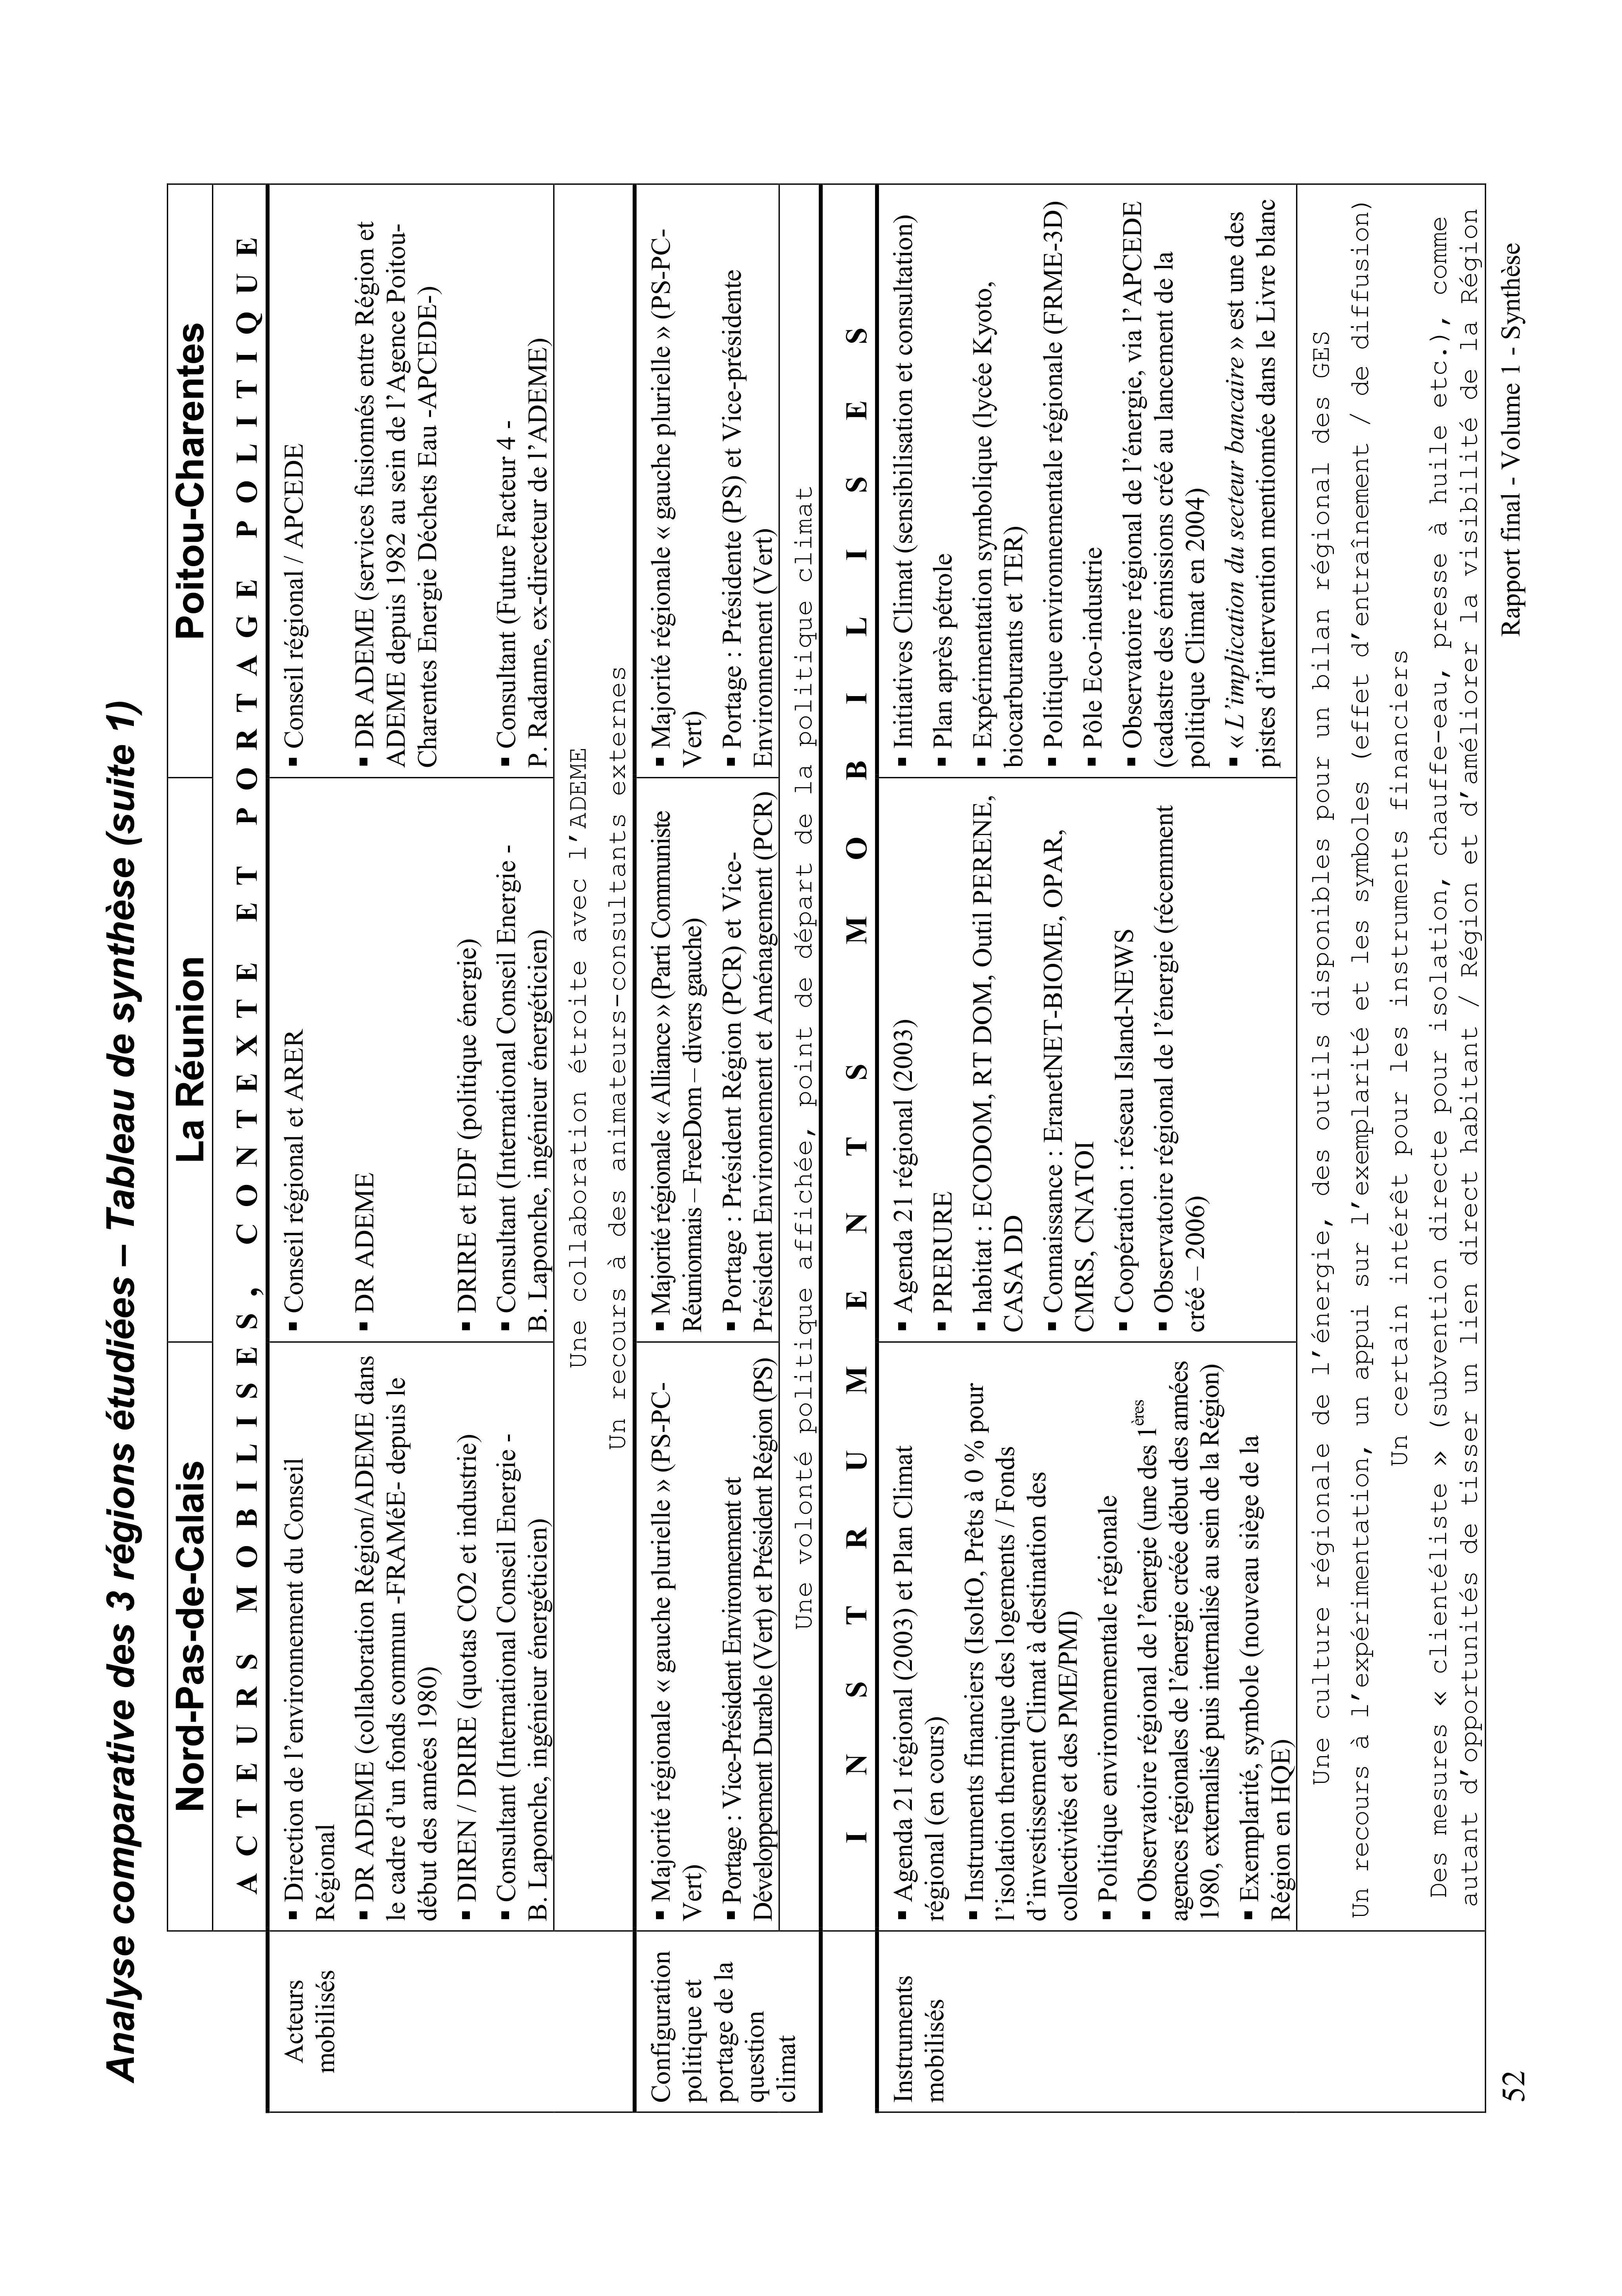 Analyse comparative des 3 régions étudiées – Tableau de synthèse (suite 1)
Nord-Pas-de-Calais
La Réunion
Poitou-Charentes
ACTEURS MOBILISES, CONTEXTE ET PORTAGE POLITIQUE
Acteurs
mobilisés
▪ Direction de l'environnement du Conseil
Régional
▪ DR ADEME (collaboration Région/ADEME dans
le cadre d'un fonds commun -FRAMéE- depuis le
début des années 1980)
▪ DIREN / DRIRE (quotas CO2 et industrie)
▪ Consultant (International Conseil Energie -
B. Laponche, ingénieur énergéticien)
▪ Conseil régional et ARER
▪ DR ADEME
▪ DRIRE et EDF (politique énergie)
▪ Consultant (International Conseil Energie -
B. Laponche, ingénieur énergéticien)
▪ Conseil régional / APCEDE
▪ DR ADEME (services fusionnés entre Région et
ADEME depuis 1982 au sein de l'Agence Poitou-
Charentes Energie Déchets Eau -APCEDE-)
▪ Consultant (Future Facteur 4 -
P. Radanne, ex-directeur de l'ADEME)
Une collaboration étroite avec l'ADEME
Un recours à des animateurs-consultants externes
Configuration
politique et
portage de la
question
climat
▪ Majorité régionale « gauche plurielle » (PS-PC-
Vert)
▪ Portage : Vice-Président Environnement et
Développement Durable (Vert) et Président Région (PS)
▪ Majorité régionale « Alliance » (Parti Communiste
Réunionnais – FreeDom – divers gauche)
▪ Portage : Président Région (PCR) et Vice-
Président Environnement et Aménagement (PCR)
▪ Majorité régionale « gauche plurielle » (PS-PC-
Vert)
▪ Portage : Présidente (PS) et Vice-présidente
Environnement (Vert)
Une volonté politique affichée, point de départ de la politique climat
INSTRUMENTS MOBILISES
Instruments
mobilisés
▪ Agenda 21 régional (2003) et Plan Climat
régional (en cours)
▪ Instruments financiers (IsoltO, Prêts à 0 % pour
l'isolation thermique des logements / Fonds
d'investissement Climat à destination des
collectivités et des PME/PMI)
▪ Politique environnementale régionale
▪ Observatoire régional de l'énergie (une des 1ères
agences régionales de l'énergie créée début des années
1980, externalisé puis internalisé au sein de la Région)
▪ Exemplarité, symbole (nouveau siège de la
Région en HQE)
▪ Agenda 21 régional (2003)
▪ PRERURE
▪ habitat : ECODOM, RT DOM, Outil PERENE,
CASA DD
▪ Connaissance : EranetNET-BIOME, OPAR,
CMRS, CNATOI
▪ Coopération : réseau Island-NEWS
▪ Observatoire régional de l'énergie (récemment
créé – 2006)
▪ Initiatives Climat (sensibilisation et consultation)
▪ Plan après pétrole
▪ Expérimentation symbolique (lycée Kyoto,
biocarburants et TER)
▪ Politique environnementale régionale (FRME-3D)
▪ Pôle Eco-industrie
▪ Observatoire régional de l'énergie, via l'APCEDE
(cadastre des émissions créé au lancement de la
politique Climat en 2004)
▪ « L'implication du secteur bancaire » est une des
pistes d'intervention mentionnée dans le Livre blanc
Une culture régionale de l'énergie, des outils disponibles pour un bilan régional des GES
Un recours à l'expérimentation, un appui sur l'exemplarité et les symboles (effet d'entraînement / de diffusion)
Un certain intérêt pour les instruments financiers
Des mesures « clientéliste » (subvention directe pour isolation, chauffe-eau, presse à huile etc.), comme
autant d'opportunités de tisser un lien direct habitant / Région et d'améliorer la visibilité de la Région
52
Rapport final - Volume 1 - Synthèse